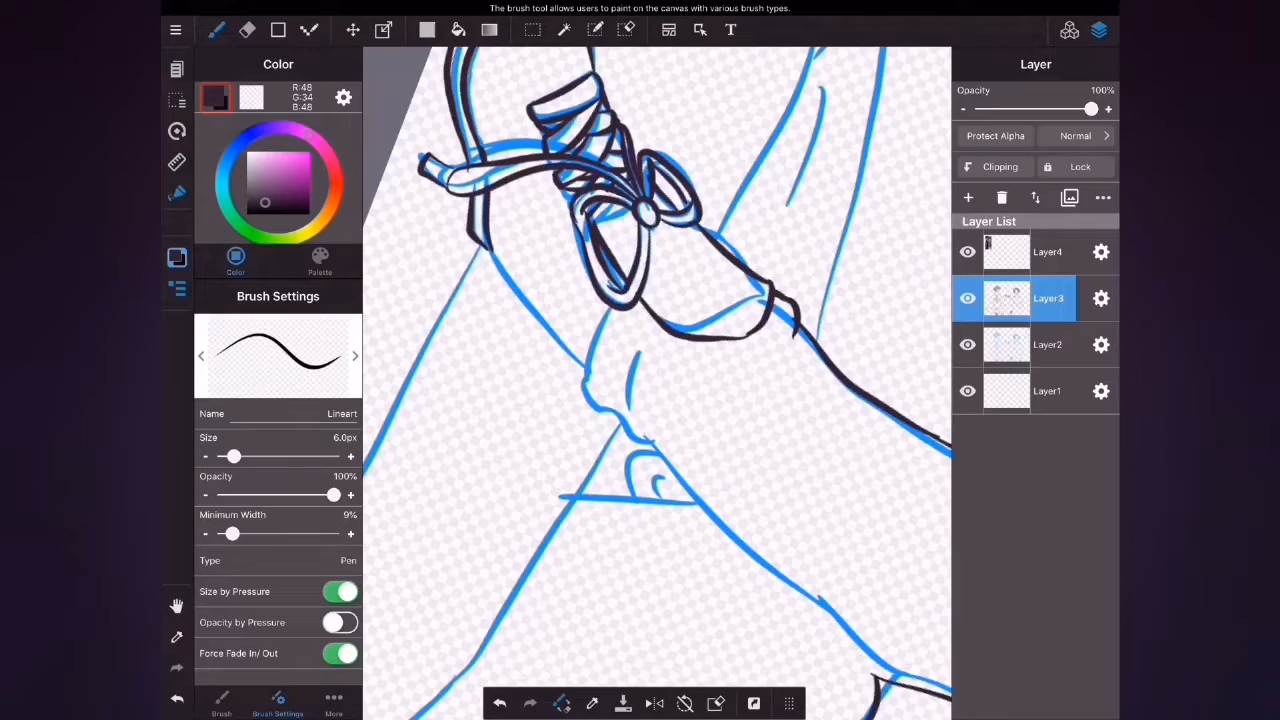 The brush tool allows users to paint on the canvas with various brush types.
T
Color
Layer
R:48
G:34
B:48
Opacity 100%
- +
Protect Alpha Normal
Clipping Lock
Layer List
Layer4
Color Palette
Brush Settings
Layer3
Layer2
Layer1
Name Lineart
Size 6.0px
- +
Opacity 100%
- +
Minimum Width 9%
- +
Type Pen
Size by Pressure
Opacity by Pressure
Force Fade In/ Out
Brush Brush Settings More